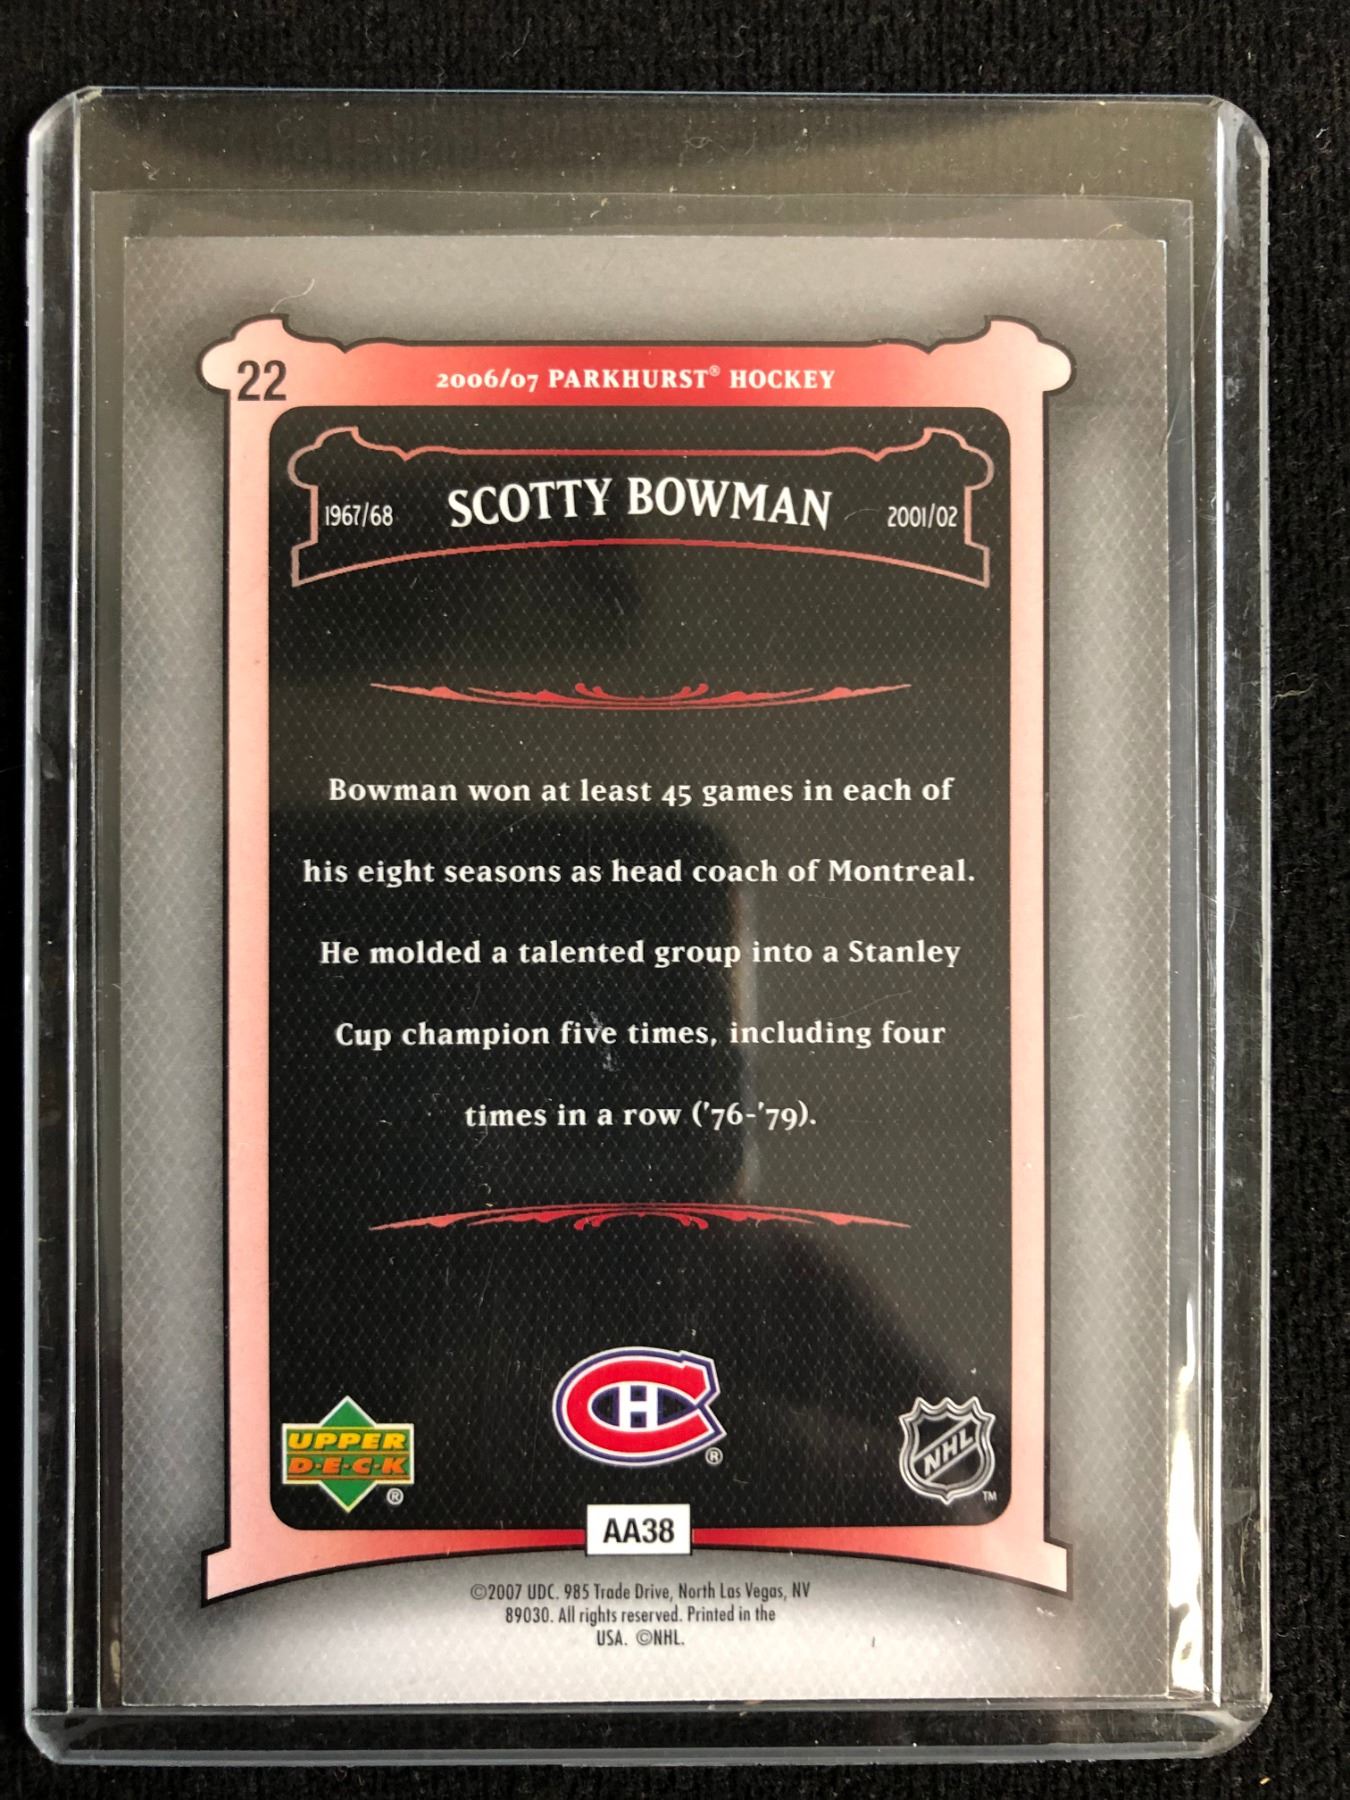 22
2006/07 PARKHURST® HOCKEY
1967/68 SCOTTY BOWMAN 2001/02
Bowman won at least 45 games in each of
his eight seasons as head coach of Montreal.
He molded a talented group into a Stanley
Cup champion five times, including four
times in a row ('76-'79).
CH ®
UPPER
D·E·C·K ®
NHL ™
AA38
©2007 UDC. 985 Trade Drive, North Las Vegas, NV
89030. All rights reserved. Printed in the
USA. ©NHL.